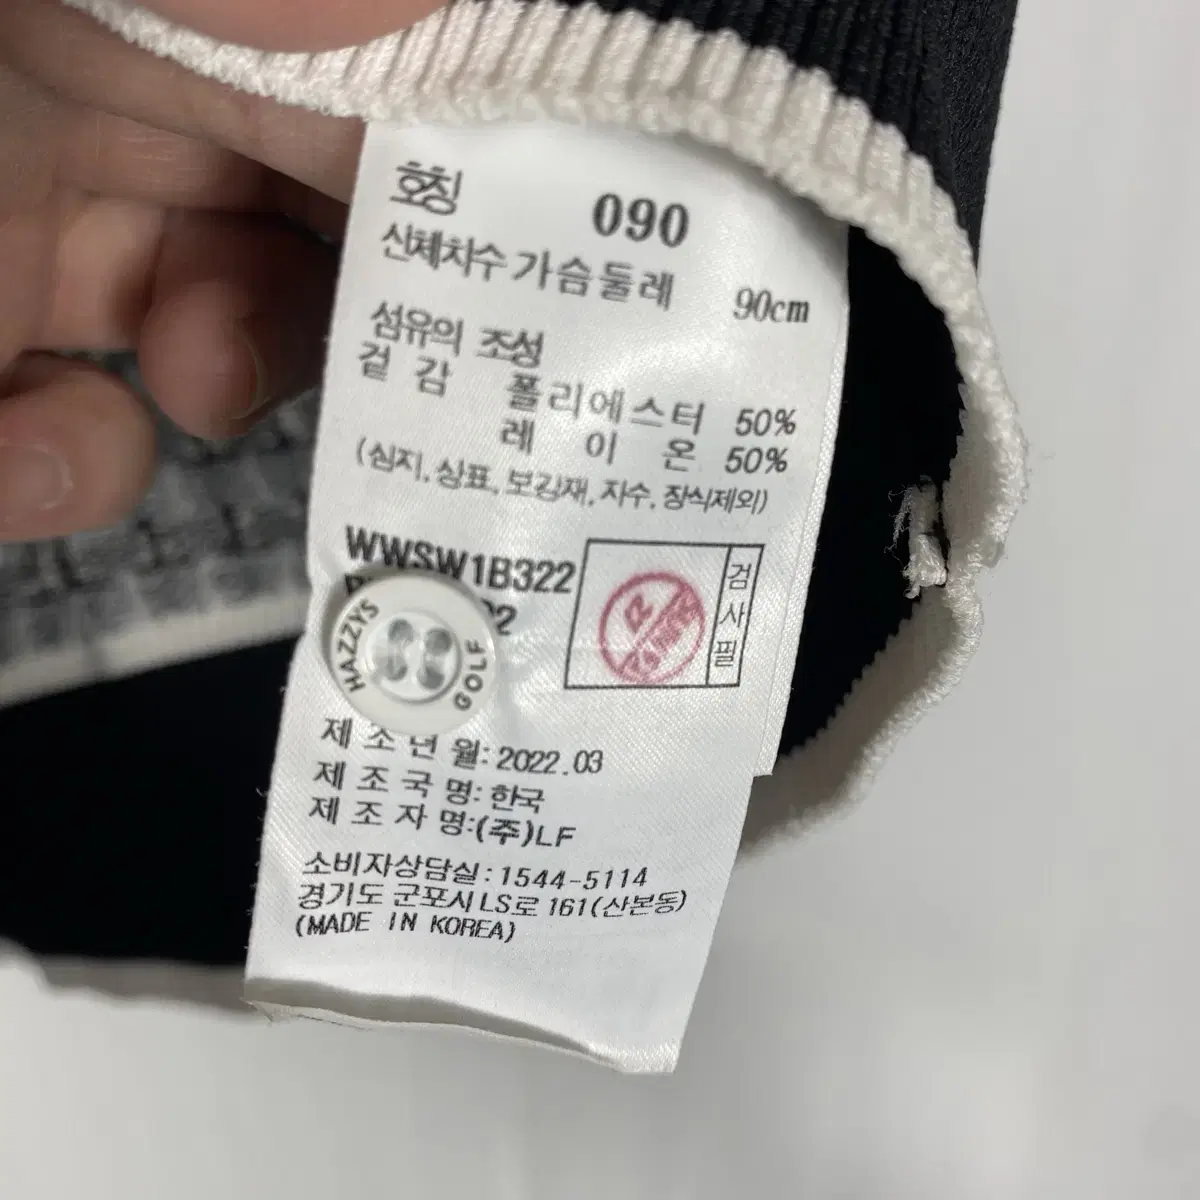 호칭 090
신체치수 가슴둘레 90cm
섬유의 조성
겉 감 폴리에스터 50%
레 이 온 50%
(심지, 상표, 보강재, 자수, 장식제외)
WWSW1B322
검사필
HAZZYS GOLF
제 조 년 월: 2022.03
제 조 국 명: 한국
제 조 자 명:(주)LF
소비자상담실: 1544-5114
경기도 군포시 LS로 161(산본동)
(MADE IN KOREA)